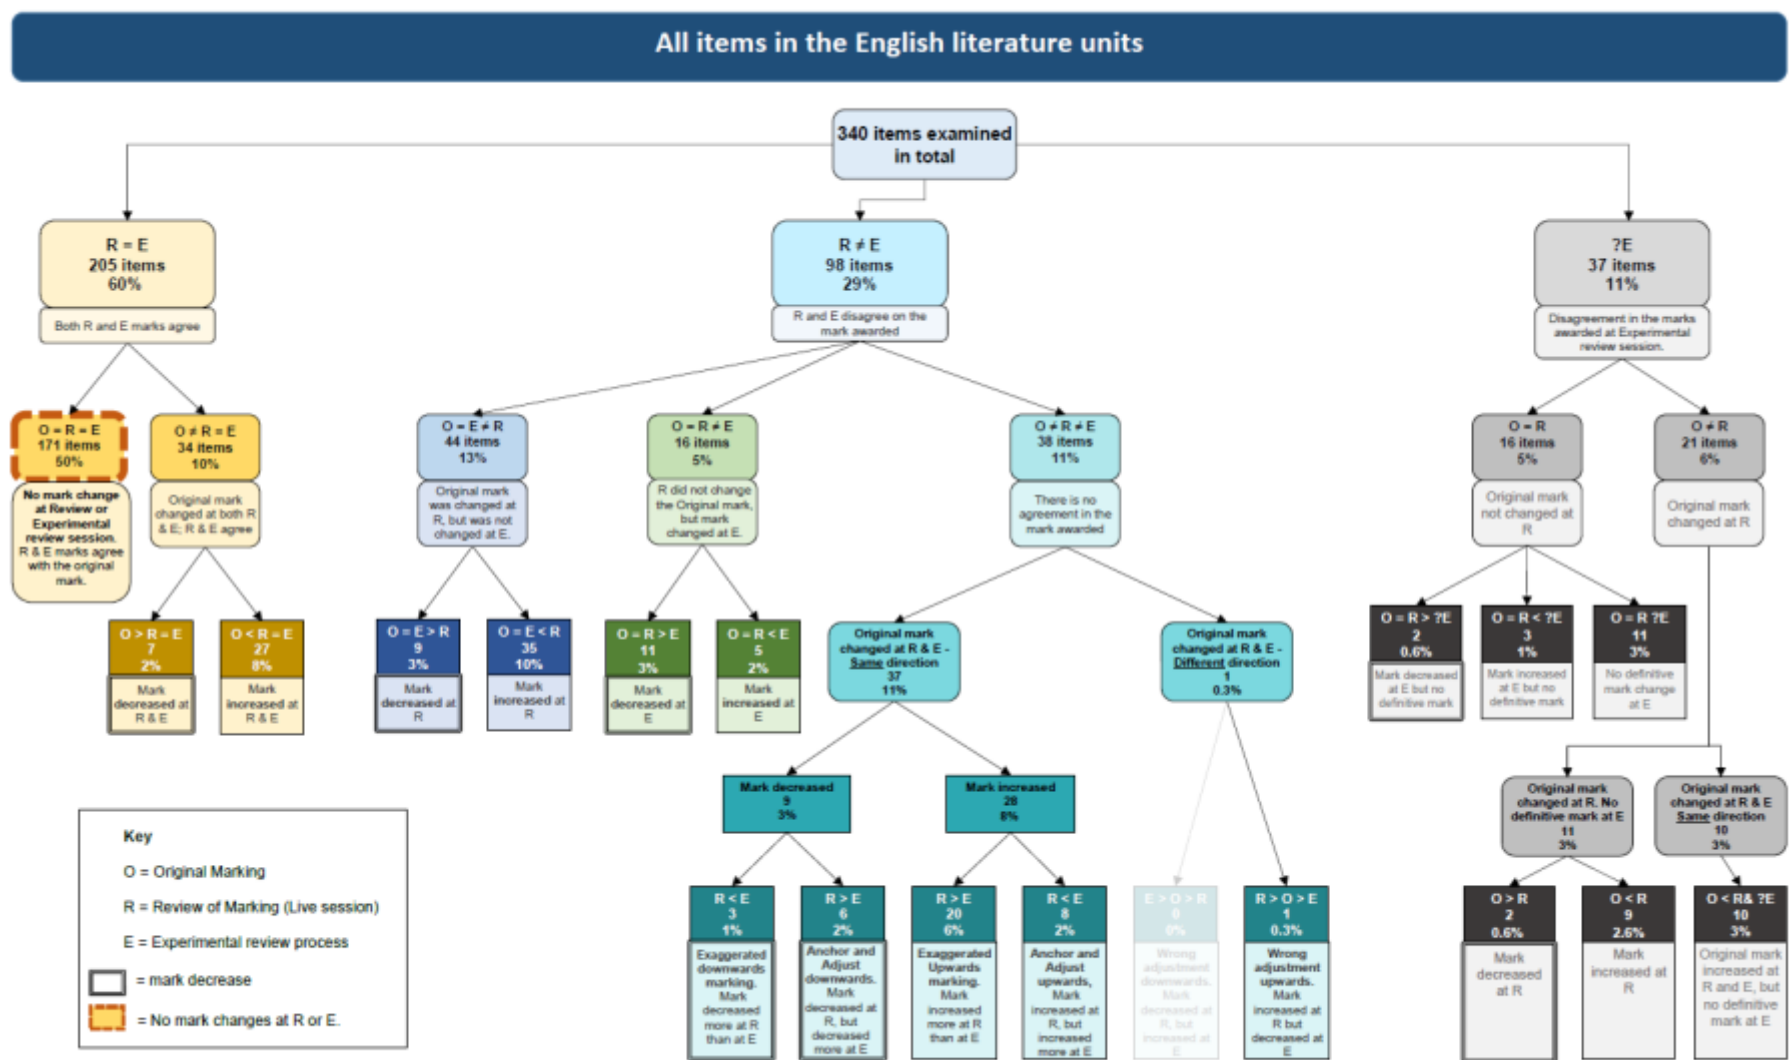 All items in the English literature units
340 items examined
in total
R = E
205 items
60%
Both R and E marks agree
R ≠ E
98 items
29%
R and E disagree on the
mark awarded
?E
37 items
11%
Disagreement in the marks
awarded at Experimental
review session.
O = R = E
171 items
50%
No mark change
at Review or
Experimental
review session.
R & E marks agree
with the original
mark.
O ≠ R = E
34 items
10%
Original mark
changed at both R
& E; R & E agree
O = E ≠ R
44 items
13%
Original mark
was changed at
R, but was not
changed at E.
O = R ≠ E
16 items
5%
R did not change
the Original mark,
but mark
changed at E.
O ≠ R ≠ E
38 items
11%
There is no
agreement in the
mark awarded
O = R
16 items
5%
Original mark
not changed at
R
O ≠ R
21 items
6%
Original mark
changed at R
O > R = E
7
2%
Mark
decreased at
R & E
O < R = E
27
8%
Mark
increased at
R & E
O = E > R
9
3%
Mark
decreased at
R
O = E < R
35
10%
Mark
increased at
R
O = R > E
11
3%
Mark
decreased at
E
O = R < E
5
2%
Mark
increased at
E
Original mark
changed at R & E -
Same direction
37
11%
Original mark
changed at R & E -
Different direction
1
0.3%
O = R > ?E
2
0.6%
Mark decreased
at E but no
definitive mark
O = R < ?E
3
1%
Mark increased
at E but no
definitive mark
O = R ?E
11
3%
No definitive
mark change
at E
Mark decreased
9
3%
Mark increased
28
8%
Original mark
changed at R. No
definitive mark at E
11
3%
Original mark
changed at R & E
Same direction
10
3%
R < E
3
1%
Exaggerated
downwards
marking.
Mark
decreased
more at R
than at E
R > E
6
2%
Anchor and
Adjust
downwards.
Mark
decreased at
R, but
decreased
more at E
R > E
20
6%
Exaggerated
Upwards
marking.
Mark
increased
more at R
than at E
R < E
8
2%
Anchor and
Adjust
upwards,
Mark
increased at
R, but
increased
more at E
E > O > R
0
0%
Wrong
adjustment
downwards.
Mark
decreased at
R, but
increased at
E
R > O > E
1
0.3%
Wrong
adjustment
upwards.
Mark
increased at
R but
decreased at
E
O > R
2
0.6%
Mark
decreased
at R
O < R
9
2.6%
Mark
increased at
R
O < R& ?E
10
3%
Original mark
increased at
R and E, but
no definitive
mark at E
Key
O = Original Marking
R = Review of Marking (Live session)
E = Experimental review process
= mark decrease
= No mark changes at R or E.